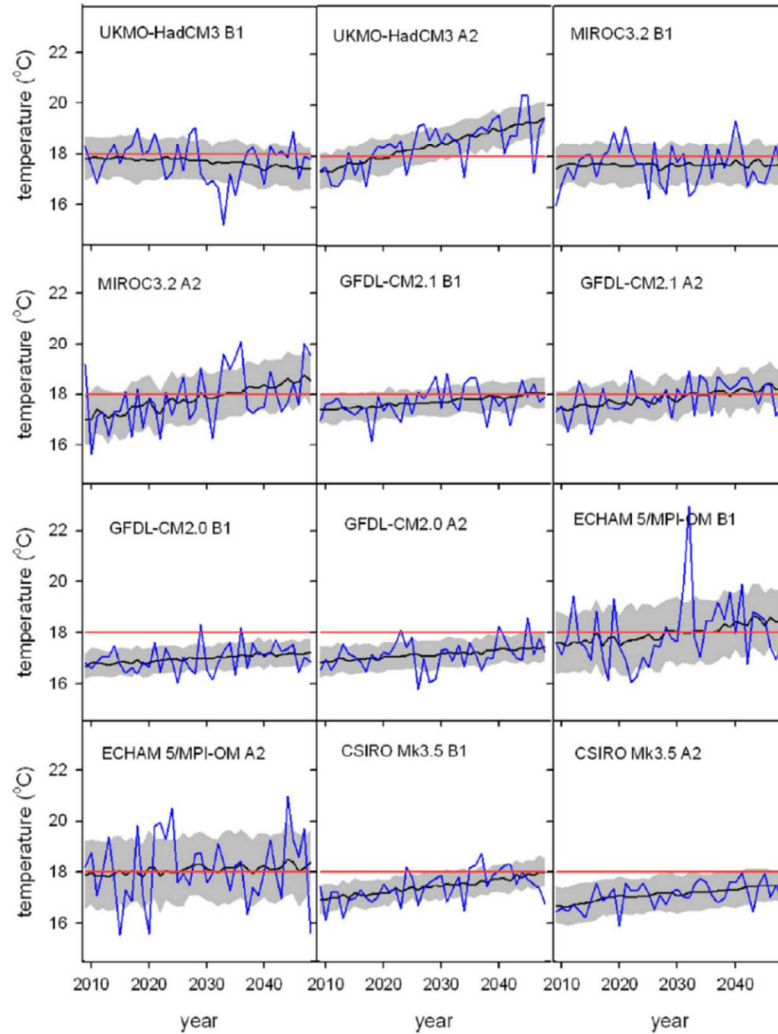 UKMO-HadCM3 B1
UKMO-HadCM3 A2
MIROC3.2 B1
temperature (°C)
22
20
18
16
MIROC3.2 A2
GFDL-CM2.1 B1
GFDL-CM2.1 A2
temperature (°C)
22
20
18
16
GFDL-CM2.0 B1
GFDL-CM2.0 A2
ECHAM 5/MPI-OM B1
temperature (°C)
22
20
18
16
ECHAM 5/MPI-OM A2
CSIRO Mk3.5 B1
CSIRO Mk3.5 A2
temperature (°C)
22
20
18
16
2010 2020 2030 2040 2010 2020 2030 2040 2010 2020 2030 2040
year year year